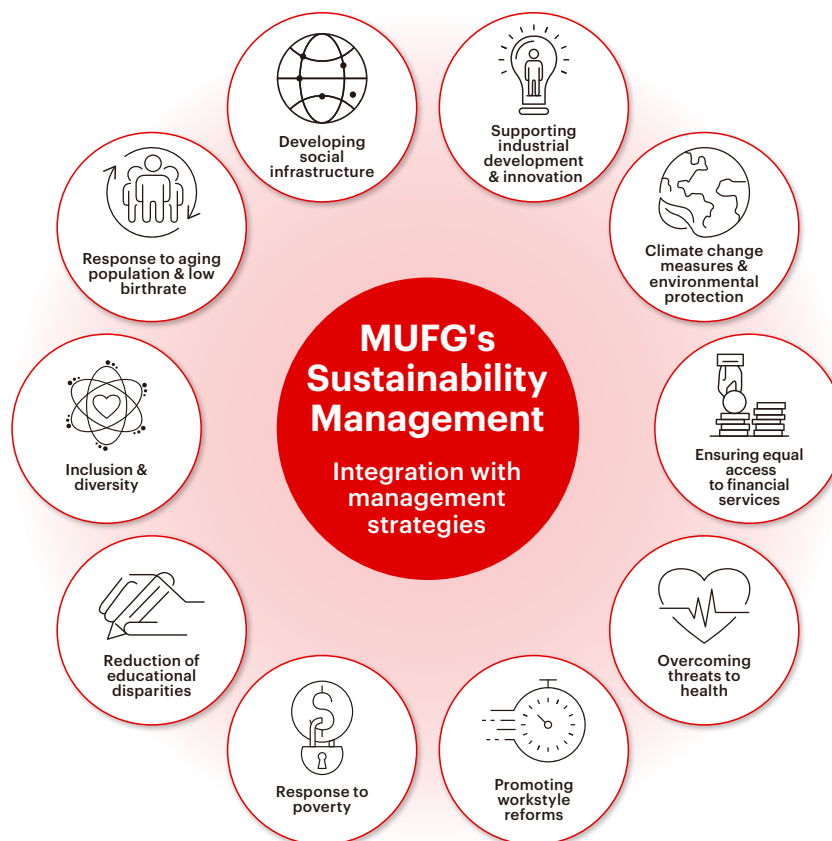 Developing
social
infrastructure
Supporting
industrial
development
& innovation
Response to aging
population & low
birthrate
Climate change
measures &
environmental
protection
MUFG's
Sustainability
Management
Integration with
management
strategies
Inclusion &
diversity
Ensuring equal
access
to financial
services
Reduction of
educational
disparities
Overcoming
threats to
health
Response to
poverty
Promoting
workstyle
reforms